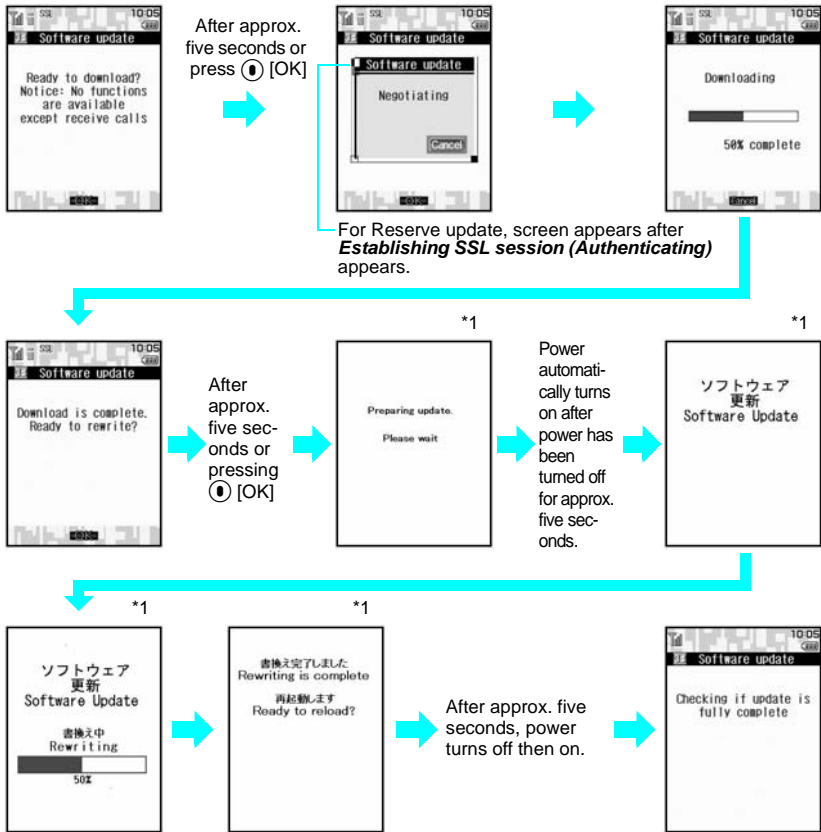 SSL 10:05
Software update
Ready to download?
Notice: No functions
are available
except receive calls
OK
After approx.
five seconds or
press [OK]
SSL 10:05
Software update
Software update
Negotiating
Cancel
OK
SSL 10:05
Software update
Downloading
50% complete
Cancel
For Reserve update, screen appears after
Establishing SSL session (Authenticating)
appears.
SSL 10:05
Software update
Download is complete.
Ready to rewrite?
OK
After
approx.
five sec-
onds or
pressing
[OK]
*1
Preparing update.
Please wait
Power
automati-
cally turns
on after
power has
been
turned off
for approx.
five sec-
onds.
*1
ソフトウェア
更新
Software Update
*1
ソフトウェア
更新
Software Update
書換え中
Rewriting
50%
*1
書換え完了しました
Rewriting is complete
再起動します
Ready to reload?
After approx. five
seconds, power
turns off then on.
10:05
Software update
Checking if update is
fully complete